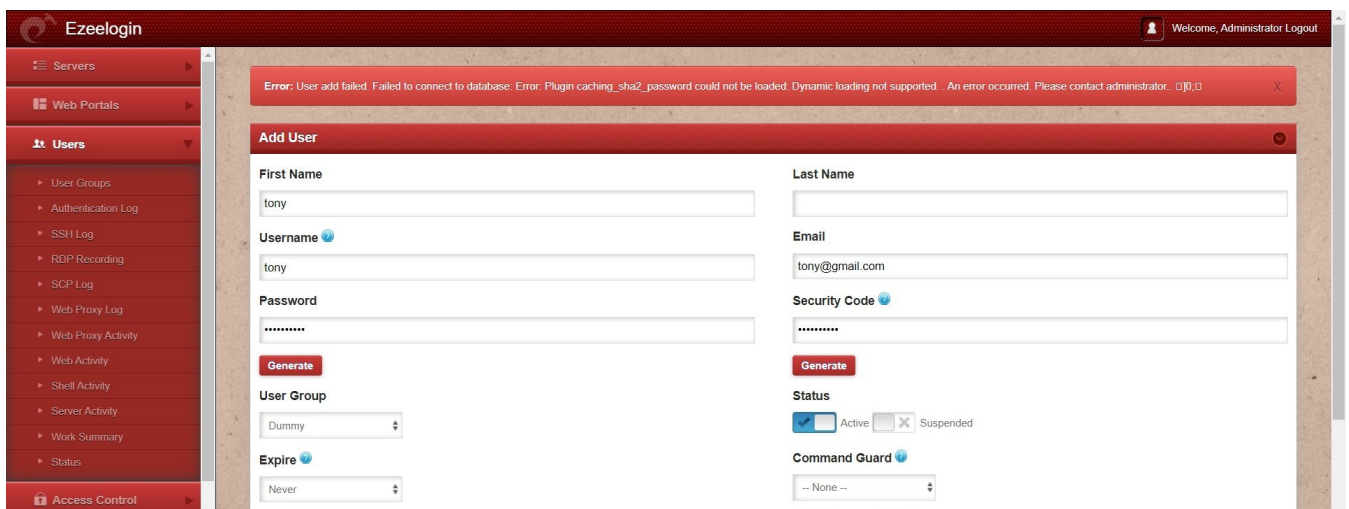 Ezeelogin
Welcome, Administrator Logout
Servers
Web Portals
Users
User Groups
Authentication Log
SSH Log
RDP Recording
SCP Log
Web Proxy Log
Web Proxy Activity
Web Activity
Shell Activity
Server Activity
Work Summary
Status
Access Control
Error: User add failed. Failed to connect to database: Error: Plugin caching_sha2_password could not be loaded: Dynamic loading not supported. . An error occurred. Please contact administrator.. □]0;□
X
Add User
First Name
tony
Last Name
Username
tony
Email
tony@gmail.com
Password
••••••••••
Security Code
••••••••••
Generate
Generate
User Group
Dummy
Status
Active
Suspended
Expire
Never
Command Guard
-- None --